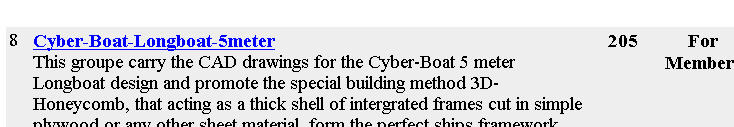 8 Cyber-Boat-Longboat-5meter 205 For
This groupe carry the CAD drawings for the Cyber-Boat 5 meter Member
Longboat design and promote the special building method 3D-
Honeycomb, that acting as a thick shell of intergrated frames cut in simple
plywood or any other sheet material, form the perfect ships framework